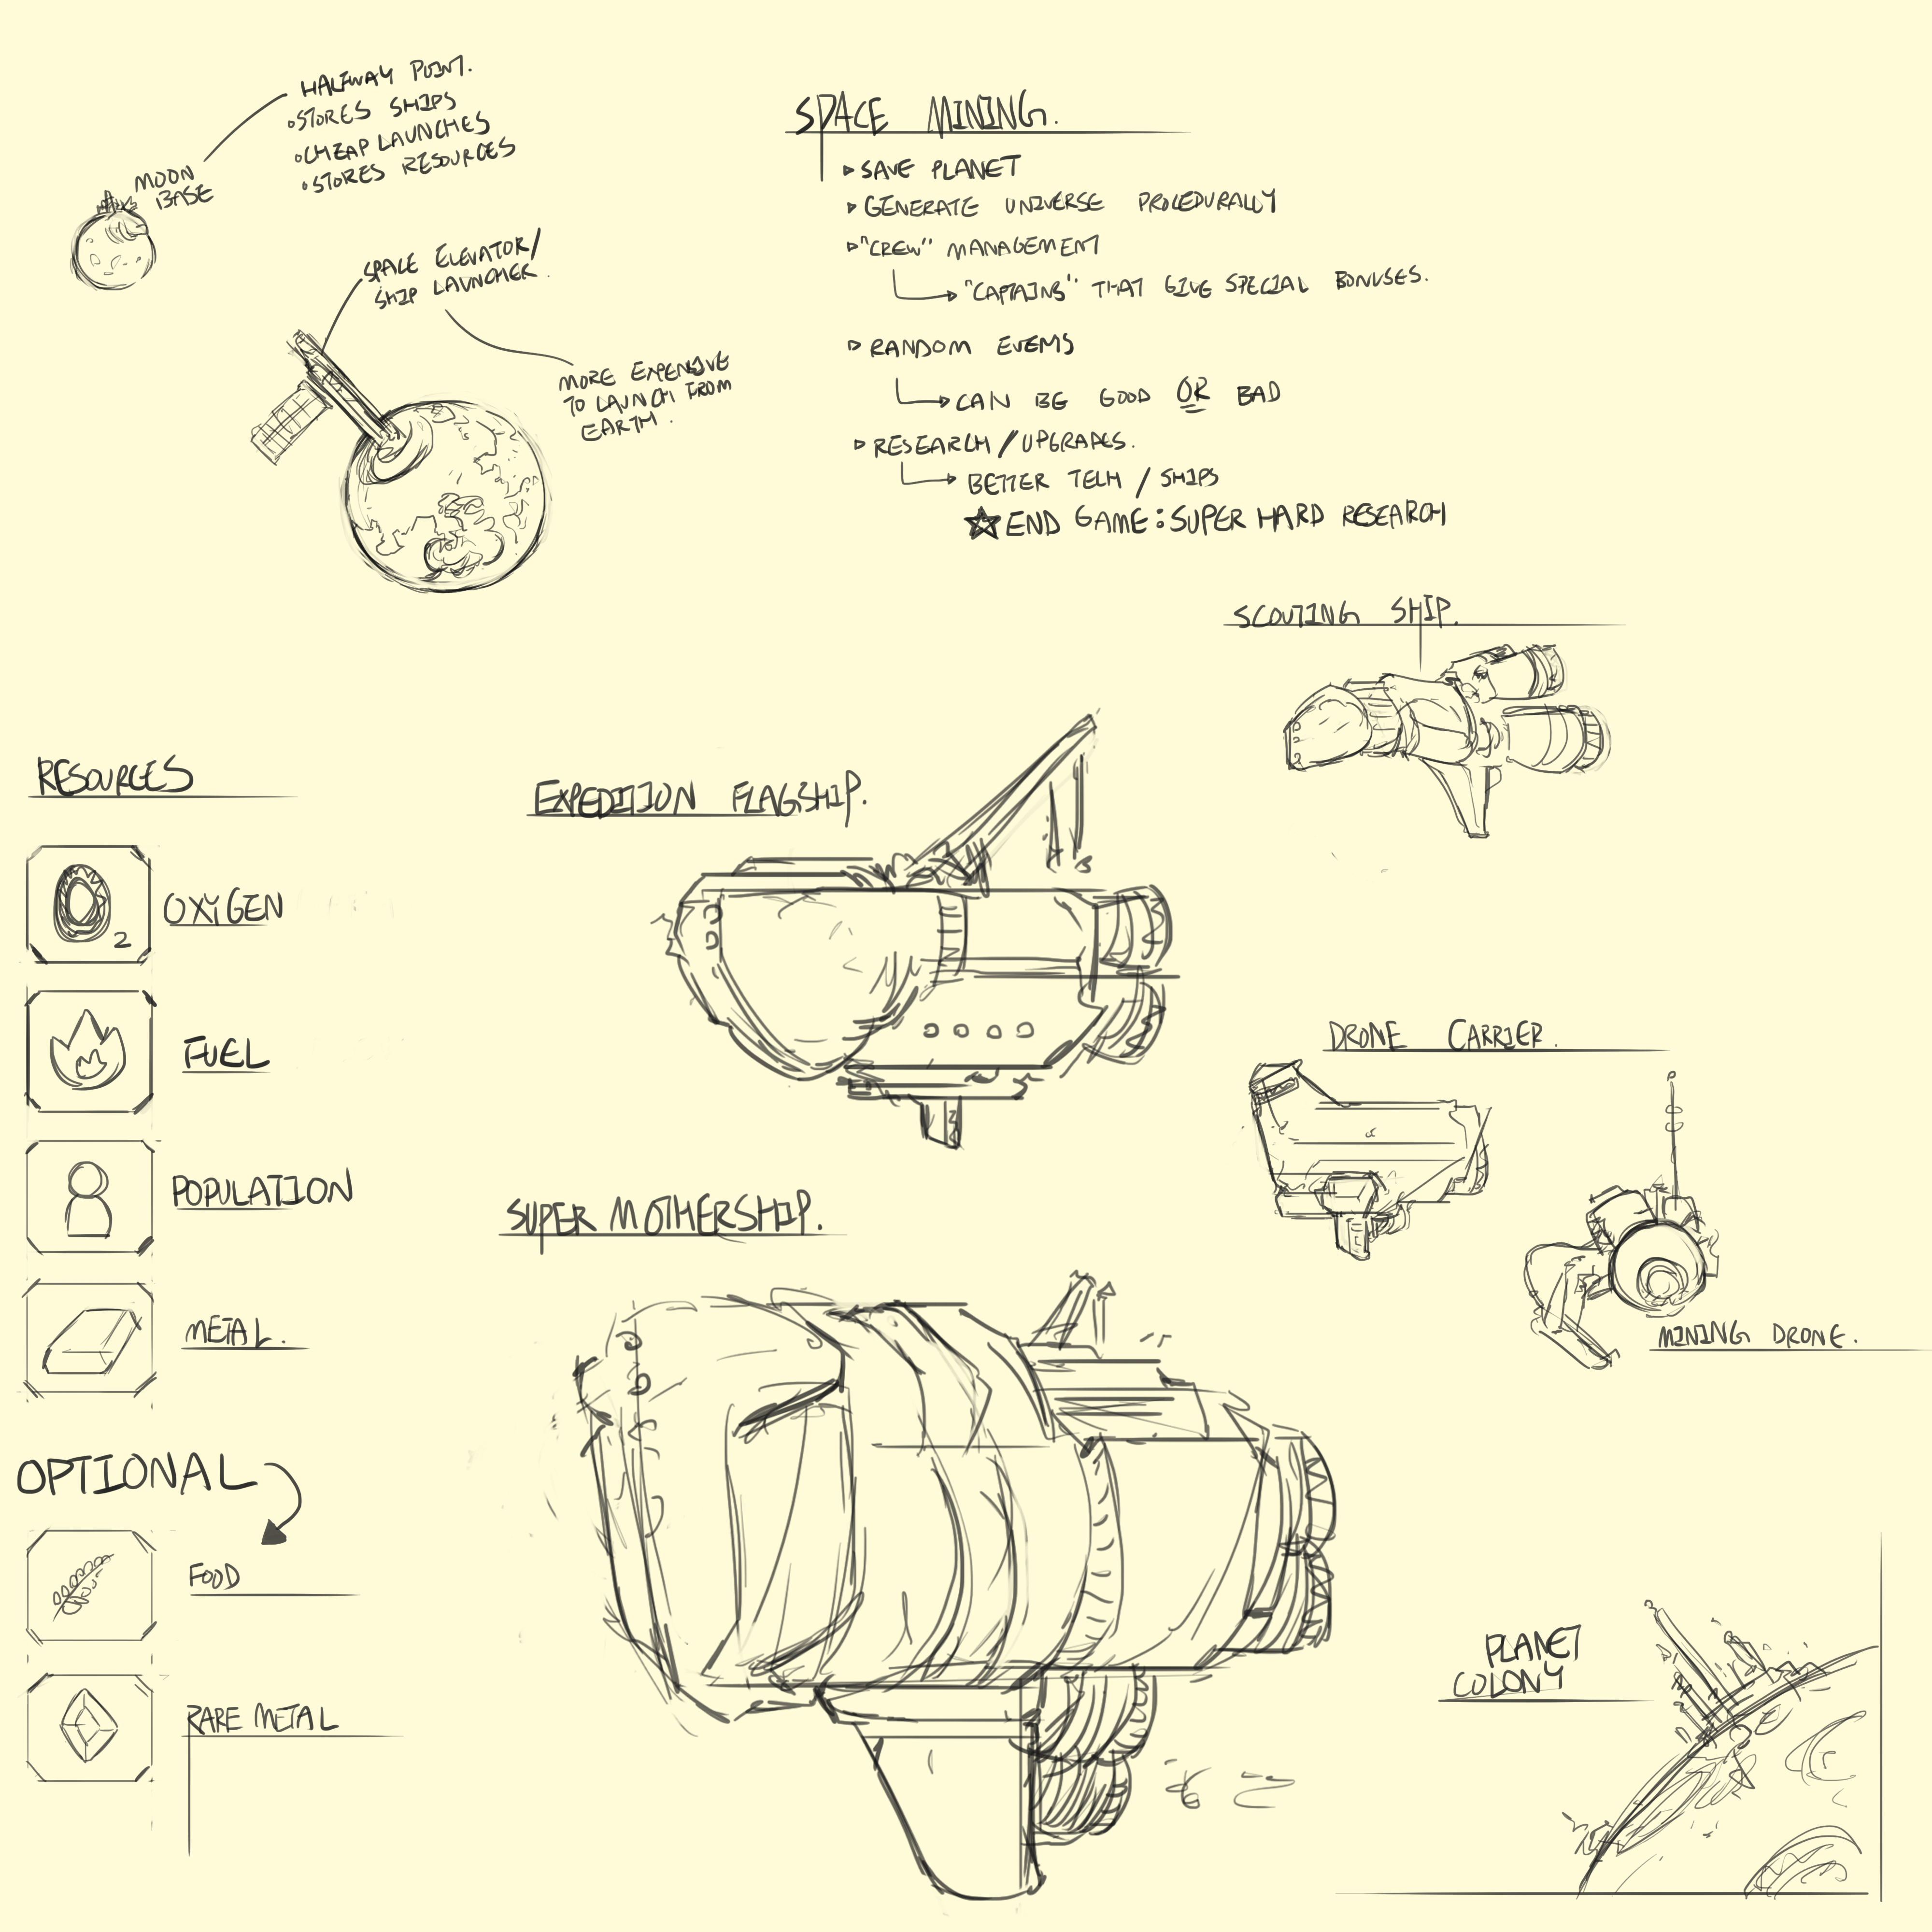 HALFWAY POINT.
•STORES SHIPS
•CHEAP LAUNCHES
•STORES RESOURCES
MOON
BASE
SPACE ELEVATOR/
SHIP LAUNCHER.
MORE EXPENSIVE
TO LAUNCH FROM
EARTH.
SPACE MINING.
▹SAVE PLANET
▹GENERATE UNIVERSE PROCEDURALLY
▹"CREW" MANAGEMENT
"CAPTAINS" THAT GIVE SPECIAL BONUSES.
▹RANDOM EVENTS
CAN BE GOOD OR BAD
▹RESEARCH/UPGRADES.
BETTER TECH / SHIPS
☆END GAME: SUPER HARD RESEARCH
SCOUTING SHIP.
RESOURCES
O2
OXYGEN
FUEL
POPULATION
METAL.
OPTIONAL
FOOD
RARE METAL
EXPEDITION FLAGSHIP.
DRONE CARRIER.
MINING DRONE.
SUPER MOTHERSHIP.
PLANET
COLONY